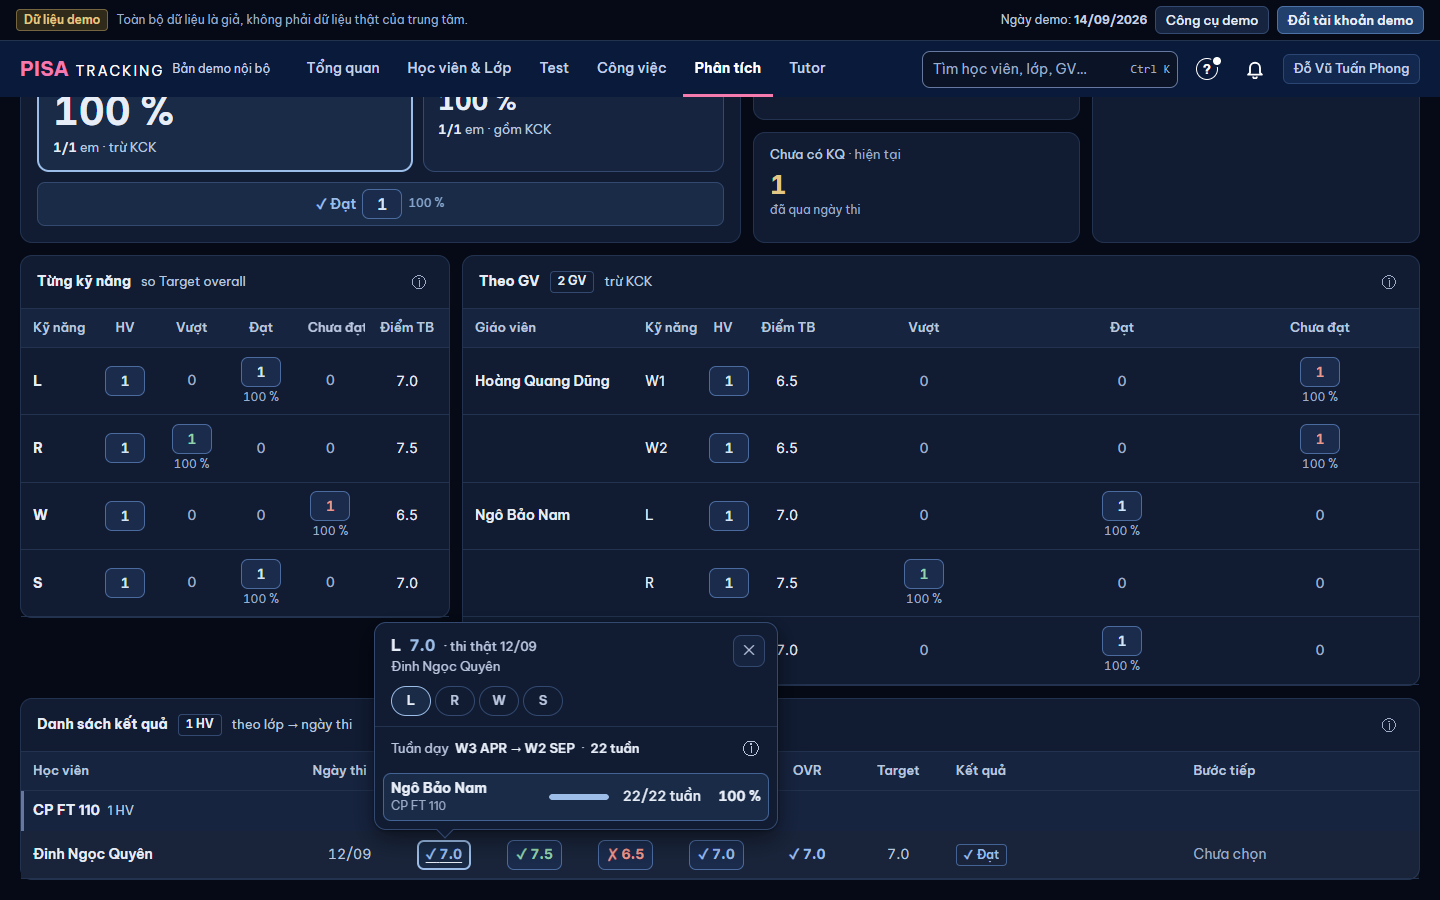 Dữ liệu demo Toàn bộ dữ liệu là giả, không phải dữ liệu thật của trung tâm. Ngày demo: 14/09/2026 Công cụ demo Đổi tài khoản demo
PISA TRACKING Bản demo nội bộ Tổng quan Học viên & Lớp Test Công việc Phân tích Tutor Tìm học viên, lớp, GV... Ctrl K ? Đỗ Vũ Tuấn Phong
100 % 100 %
1/1 em · trừ KCK 1/1 em · gồm KCK
✓ Đạt 1 100 %
Chưa có KQ · hiện tại
1
đã qua ngày thi
Từng kỹ năng so Target overall
Kỹ năng HV Vượt Đạt Chưa đạt Điểm TB
L 1 0 1 100 % 0 7.0
R 1 1 100 % 0 0 7.5
W 1 0 0 1 100 % 6.5
S 1 0 1 100 % 0 7.0
Theo GV 2 GV trừ KCK
Giáo viên Kỹ năng HV Điểm TB Vượt Đạt Chưa đạt
Hoàng Quang Dũng W1 1 6.5 0 0 1 100 %
W2 1 6.5 0 0 1 100 %
Ngô Bảo Nam L 1 7.0 0 1 100 % 0
R 1 7.5 1 100 % 0 0
7.0 0 1 100 % 0
L 7.0 · thi thật 12/09
Đinh Ngọc Quyên
L R W S
Tuần dạy W3 APR → W2 SEP · 22 tuần
Ngô Bảo Nam 22/22 tuần 100 %
CP FT 110
Danh sách kết quả 1 HV theo lớp → ngày thi
Học viên Ngày thi OVR Target Kết quả Bước tiếp
CP FT 110 1 HV
Đinh Ngọc Quyên 12/09 ✓ 7.0 ✓ 7.5 ✗ 6.5 ✓ 7.0 ✓ 7.0 7.0 ✓ Đạt Chưa chọn